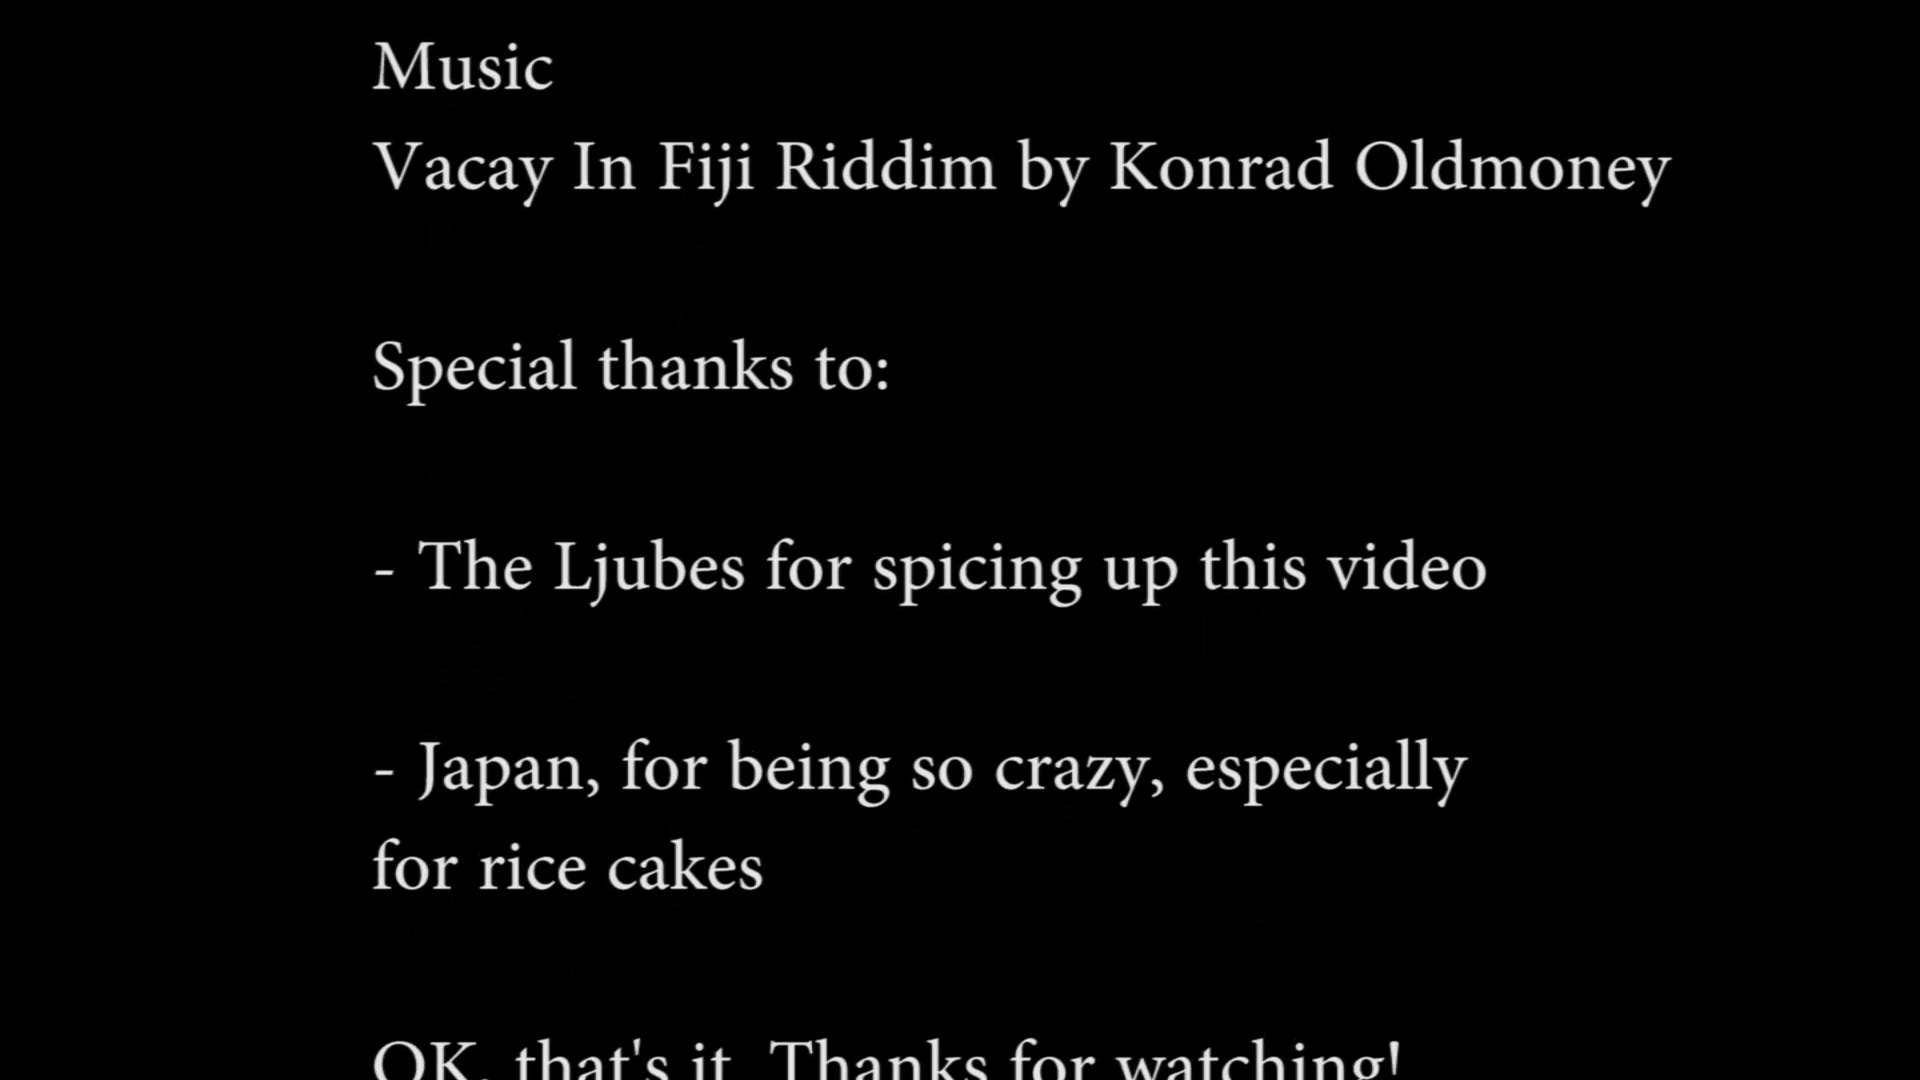 Music
Vacay In Fiji Riddim by Konrad Oldmoney
Special thanks to:
- The Ljubes for spicing up this video
- Japan, for being so crazy, especially
for rice cakes
OK, that's it. Thanks for watching!